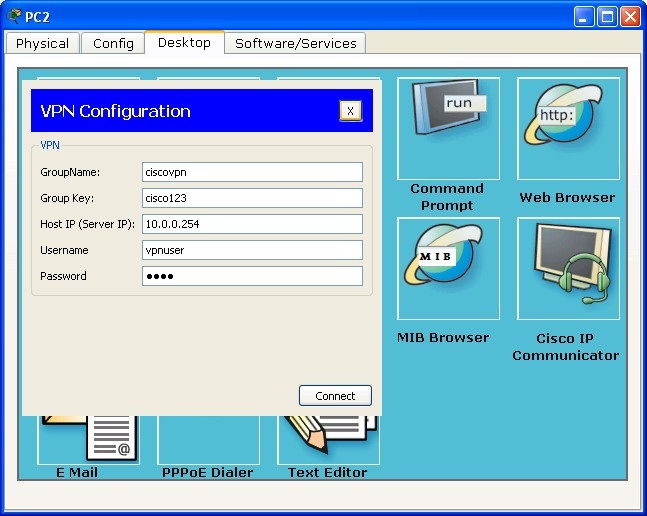 PC2
Physical Config Desktop Software/Services
VPN Configuration X
VPN
GroupName: ciscovpn
Group Key: cisco123
Host IP (Server IP): 10.0.0.254
Username vpnuser
Password ●●●●
Connect
run
http:
Command Prompt
Web Browser
MIB
MIB Browser
Cisco IP Communicator
@
E Mail
PPPoE Dialer
Text Editor